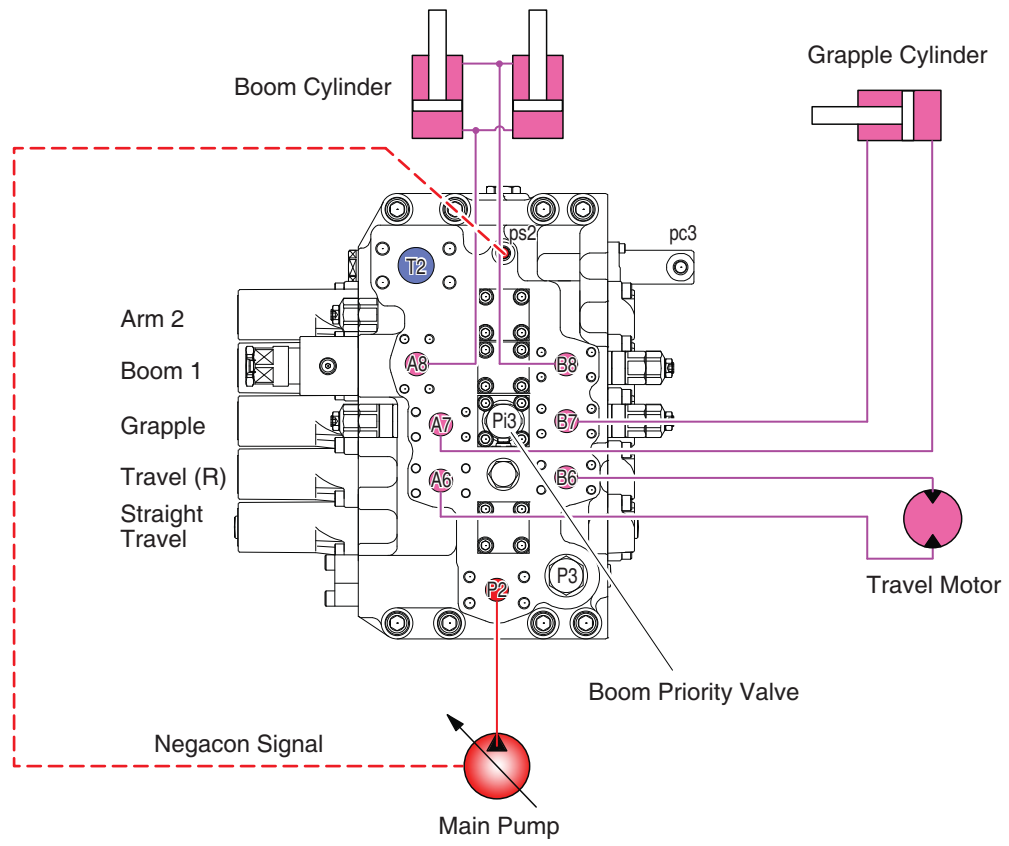 Boom Cylinder
Grapple Cylinder
ps2
pc3
T2
Arm 2
Boom 1
A8
B8
Grapple
A7
Pi3
B7
Travel (R)
A6
B6
Straight
Travel
P2
P3
Travel Motor
Boom Priority Valve
Negacon Signal
Main Pump